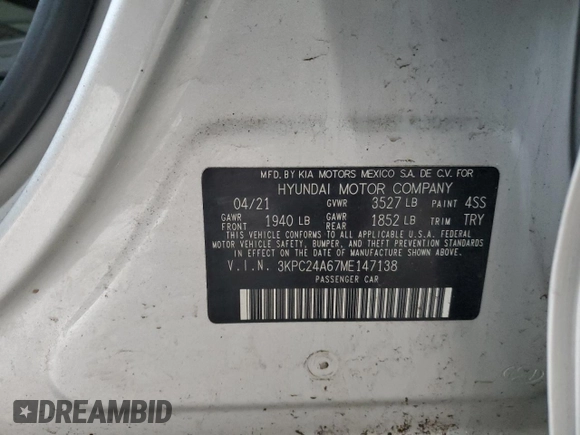 MFD. BY KIA MOTORS MEXICO S.A. DE C.V. FOR
HYUNDAI MOTOR COMPANY
04/21 GVWR 3527 LB PAINT 4SS
GAWR FRONT 1940 LB GAWR REAR 1852 LB TRIM TRY
THIS VEHICLE CONFORMS TO ALL APPLICABLE U.S.A. FEDERAL
MOTOR VEHICLE SAFETY, BUMPER, AND THEFT PREVENTION
STANDARDS IN EFFECT ON THE DATE OF MANUFACTURE SHOWN ABOVE.
V.I.N. 3KPC24A67ME147138
PASSENGER CAR
DREAMBID